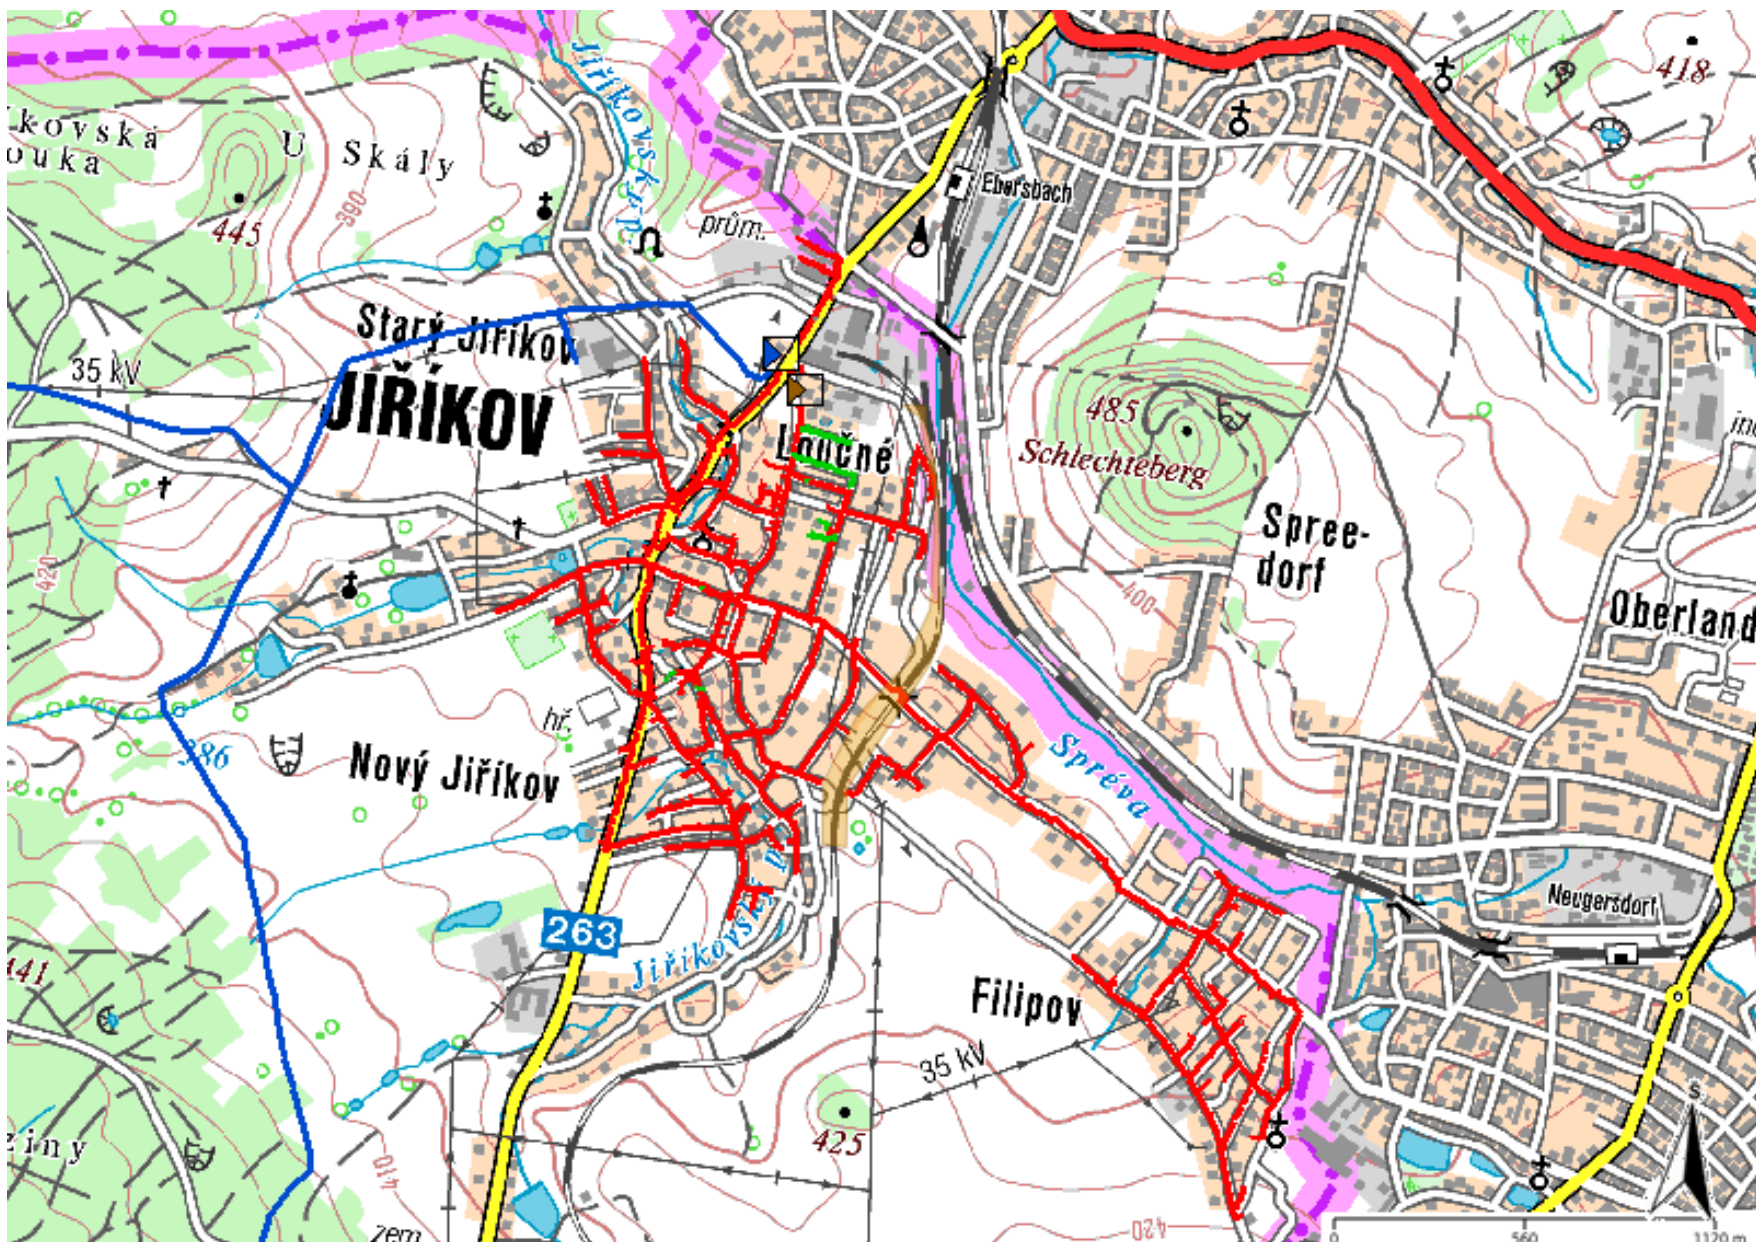 418
kovská
ouka
U Skály
Jiříkovský p.
Ebersbach
445
390
prům.
Starý Jiříkov
35 kV
JIŘÍKOV
Loučné
485
Schlechteberg
Spree-
dorf
420
400
Oberland
386
hř.
Nový Jiříkov
Spréva
Neugersdorf
263
Jiříkovský p.
441
Filipov
35 kV
425
ziny
410
zem.
420
S
0 560 1120 m